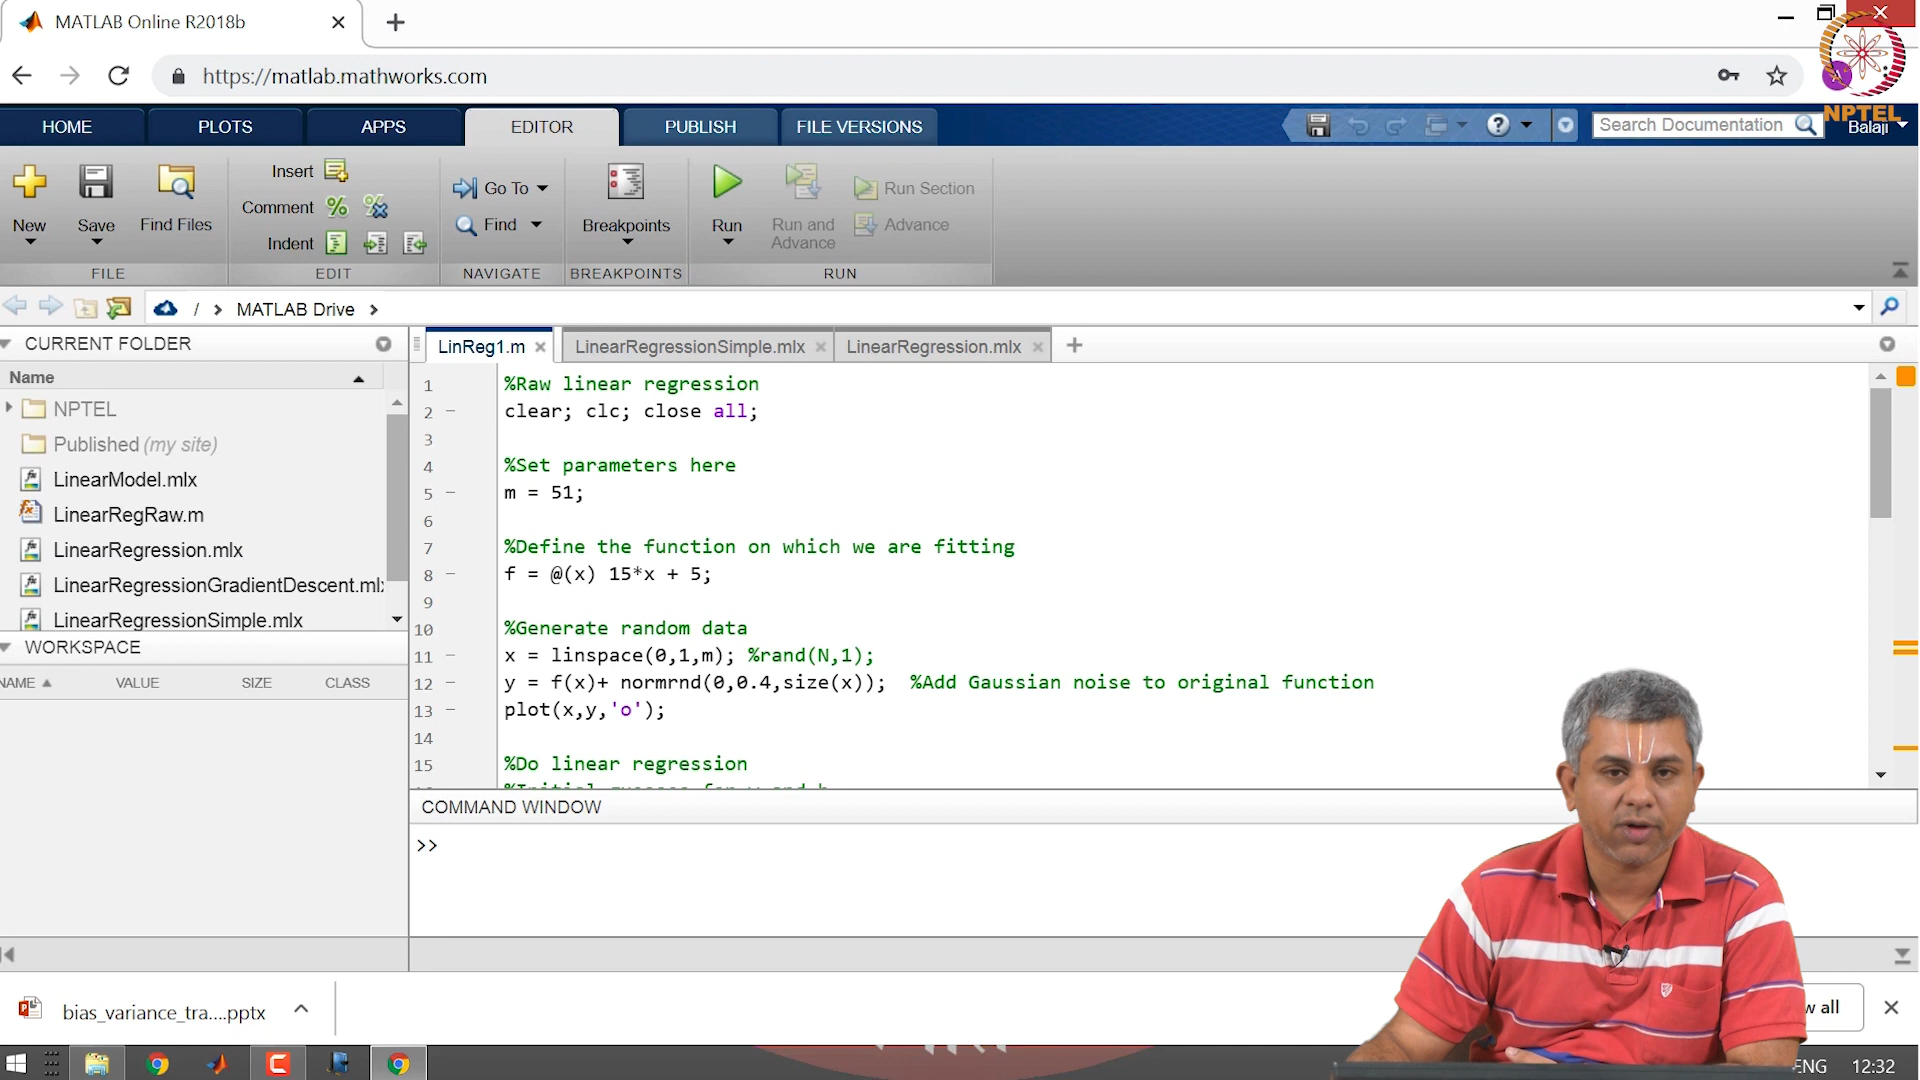 MATLAB Online R2018b
https://matlab.mathworks.com
NPTEL
HOME PLOTS APPS EDITOR PUBLISH FILE VERSIONS Search Documentation Balaji
New Save Find Files Insert Comment Indent Go To Find Breakpoints Run Run and Advance Run Section Advance
FILE EDIT NAVIGATE BREAKPOINTS RUN
/ MATLAB Drive
CURRENT FOLDER
Name
NPTEL
Published (my site)
LinearModel.mlx
LinearRegRaw.m
LinearRegression.mlx
LinearRegressionGradientDescent.mlx
LinearRegressionSimple.mlx
WORKSPACE
NAME VALUE SIZE CLASS
LinReg1.m LinearRegressionSimple.mlx LinearRegression.mlx
1 %Raw linear regression
2 clear; clc; close all;
3
4 %Set parameters here
5 m = 51;
6
7 %Define the function on which we are fitting
8 f = @(x) 15*x + 5;
9
10 %Generate random data
11 x = linspace(0,1,m); %rand(N,1);
12 y = f(x)+ normrnd(0,0.4,size(x)); %Add Gaussian noise to original function
13 plot(x,y,'o');
14
15 %Do linear regression
COMMAND WINDOW
>>
bias_variance_tra....pptx
w all
ENG 12:32